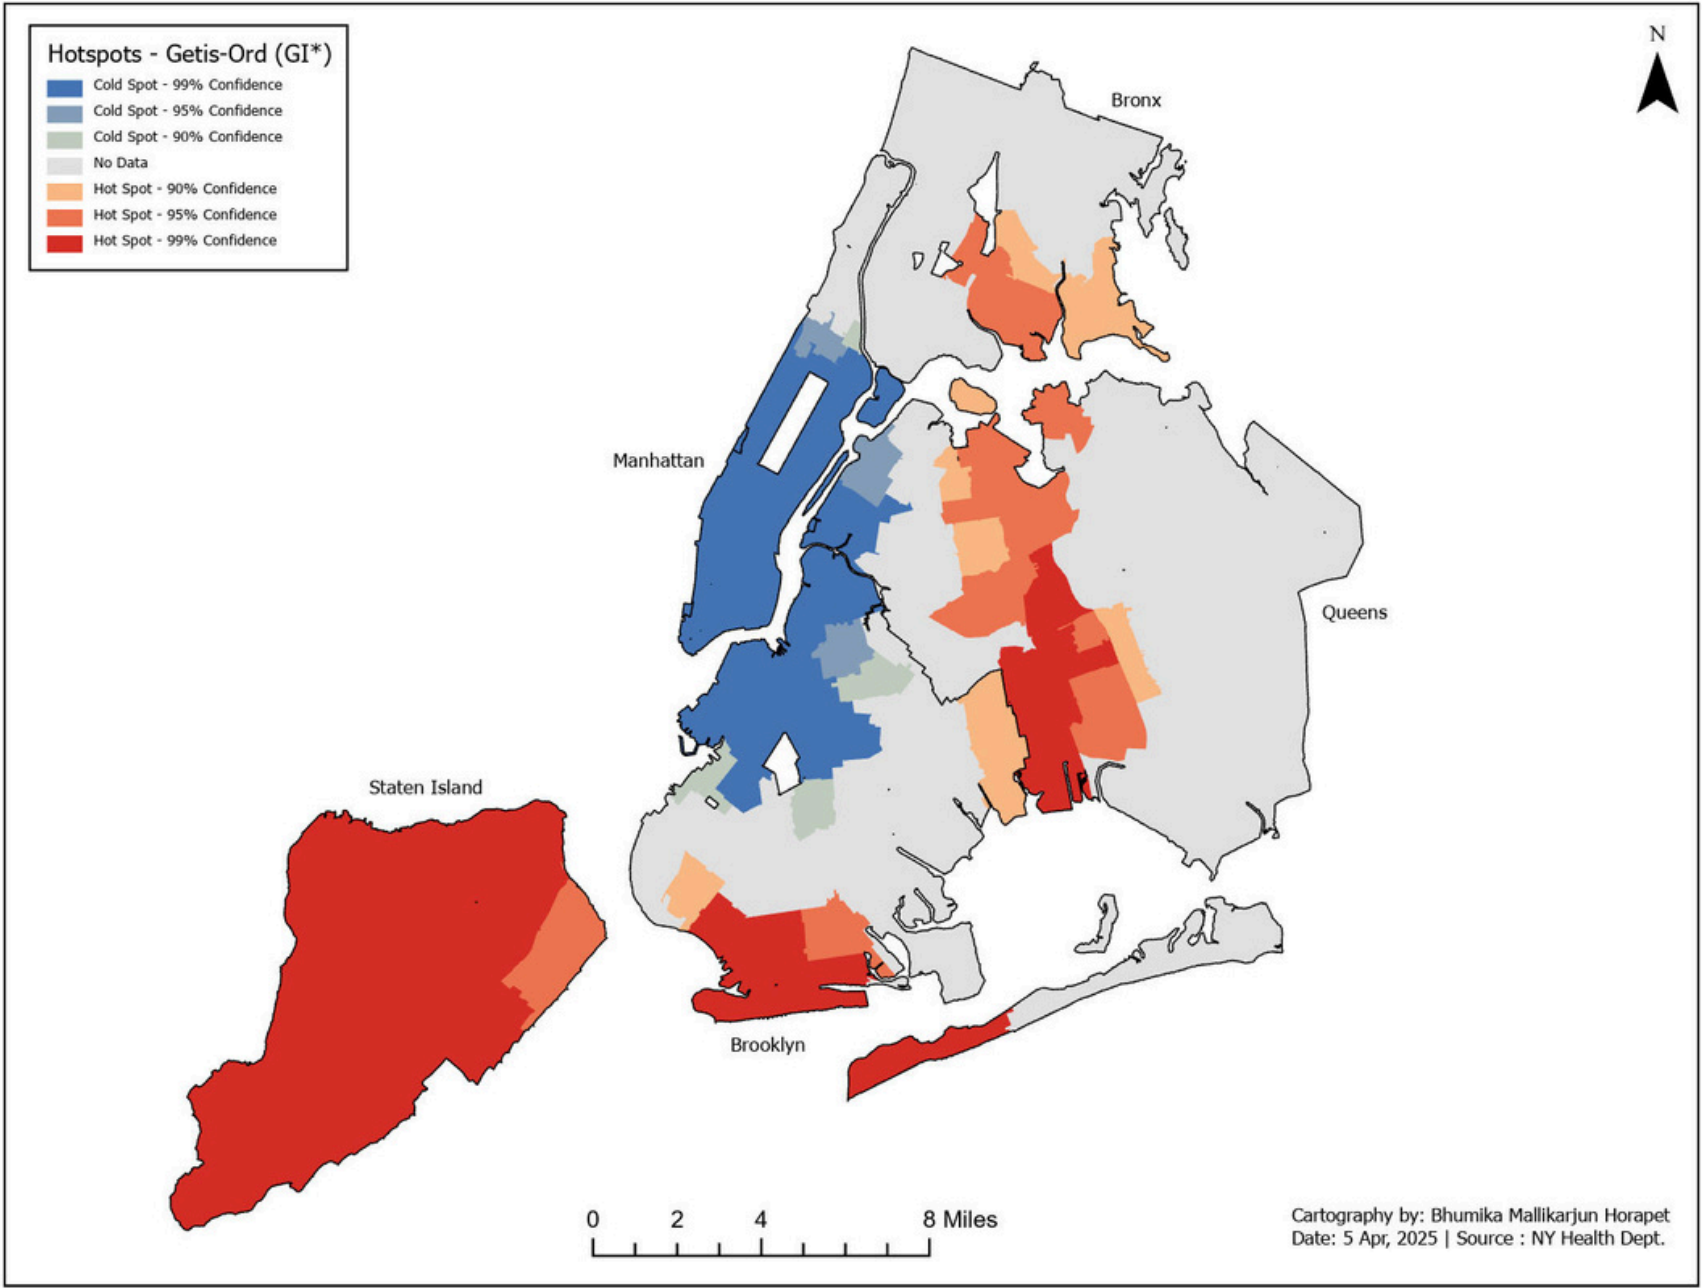 Hotspots - Getis-Ord (GI*)
Cold Spot - 99% Confidence
Cold Spot - 95% Confidence
Cold Spot - 90% Confidence
No Data
Hot Spot - 90% Confidence
Hot Spot - 95% Confidence
Hot Spot - 99% Confidence
N
Bronx
Manhattan
Queens
Staten Island
Brooklyn
0 2 4 8 Miles
Cartography by: Bhumika Mallikarjun Horapet
Date: 5 Apr, 2025 | Source : NY Health Dept.